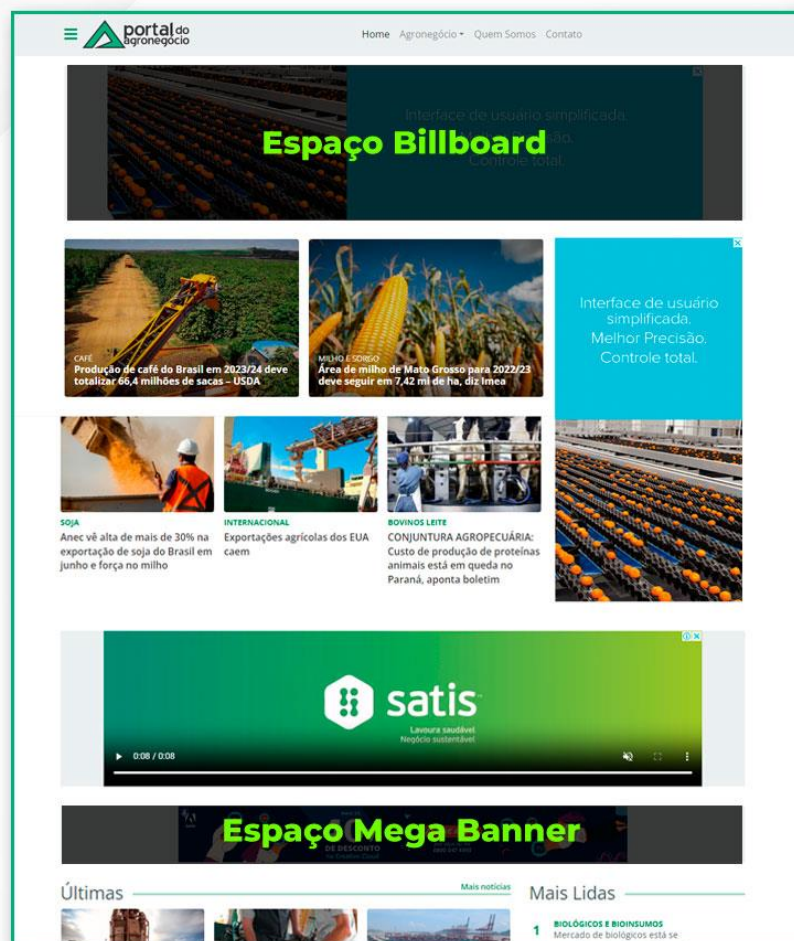 portal do
agronegócio
Home Agronegócio Quem Somos Contato
Interface de usuário simplificada.
Espaço Billboard
Controle total.
CAFÉ
Produção de café do Brasil em 2023/24 deve
totalizar 66,4 milhões de sacas – USDA
MILHO E SORGO
Área de milho de Mato Grosso para 2022/23
deve seguir em 7,42 mi de ha, diz Imea
Interface de usuário
simplificada.
Melhor Precisão.
Controle total.
SOJA
Anec vê alta de mais de 30% na
exportação de soja do Brasil em
junho e força no milho
INTERNACIONAL
Exportações agrícolas dos EUA
caem
BOVINOS LEITE
CONJUNTURA AGROPECUÁRIA:
Custo de produção de proteínas
animais está em queda no
Paraná, aponta boletim
satis
Lavoura saudável
Negócio sustentável
0:08 / 0:08
Espaço Mega Banner
DE DESCONTO
Últimas
Mais notícias
Mais Lidas
1 BIOLÓGICOS E BIOINSUMOS
Mercado de biológicos está se